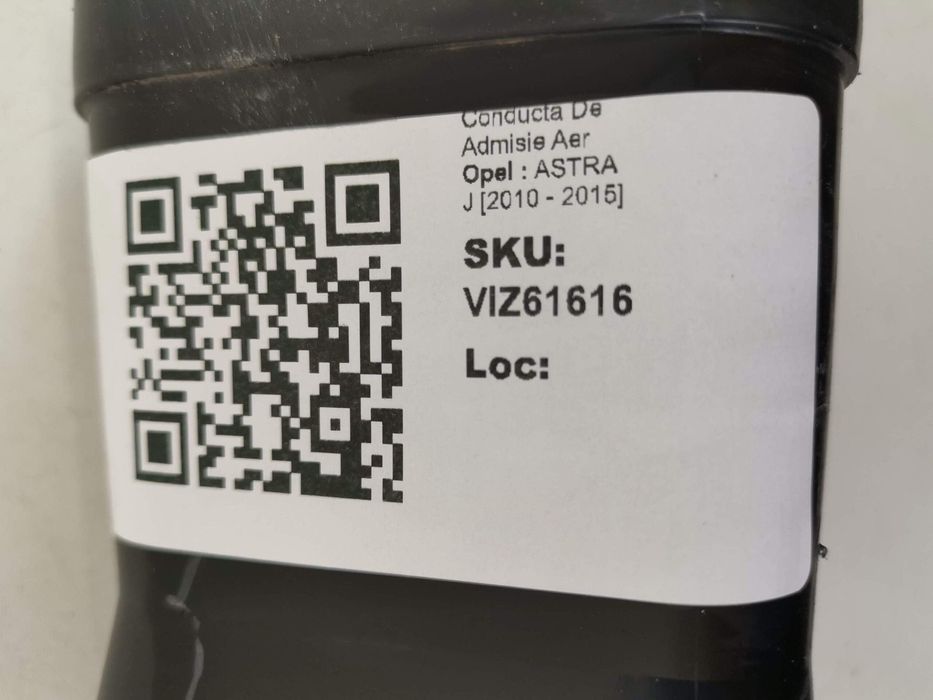 Conducta De
Admisie Aer
Opel : ASTRA
J [2010 - 2015]
SKU:
VIZ61616
Loc: